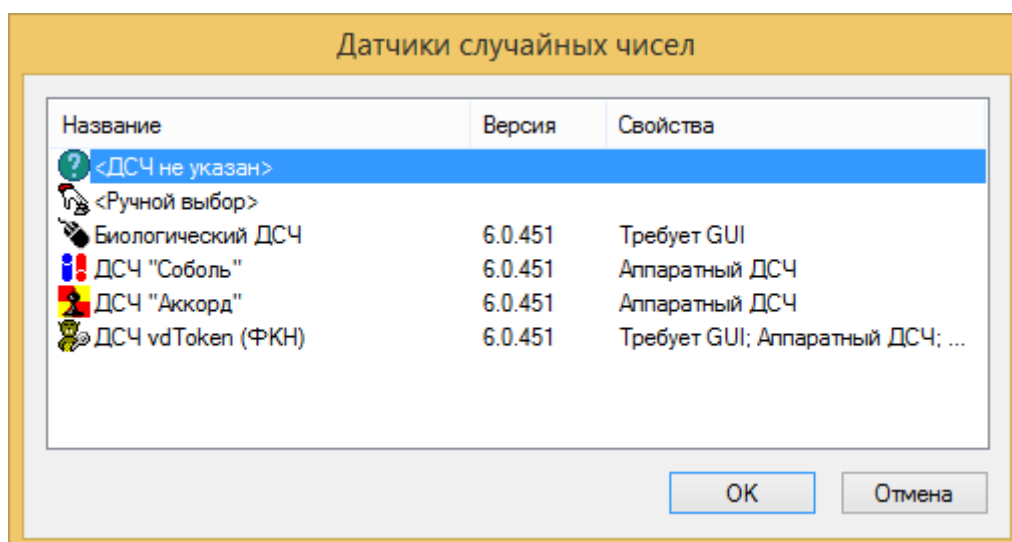 Датчики случайных чисел
Название Версия Свойства
<ДСЧ не указан>
<Ручной выбор>
Биологический ДСЧ 6.0.451 Требует GUI
ДСЧ "Соболь" 6.0.451 Аппаратный ДСЧ
ДСЧ "Аккорд" 6.0.451 Аппаратный ДСЧ
ДСЧ vdToken (ФКН) 6.0.451 Требует GUI; Аппаратный ДСЧ; ...
OK Отмена